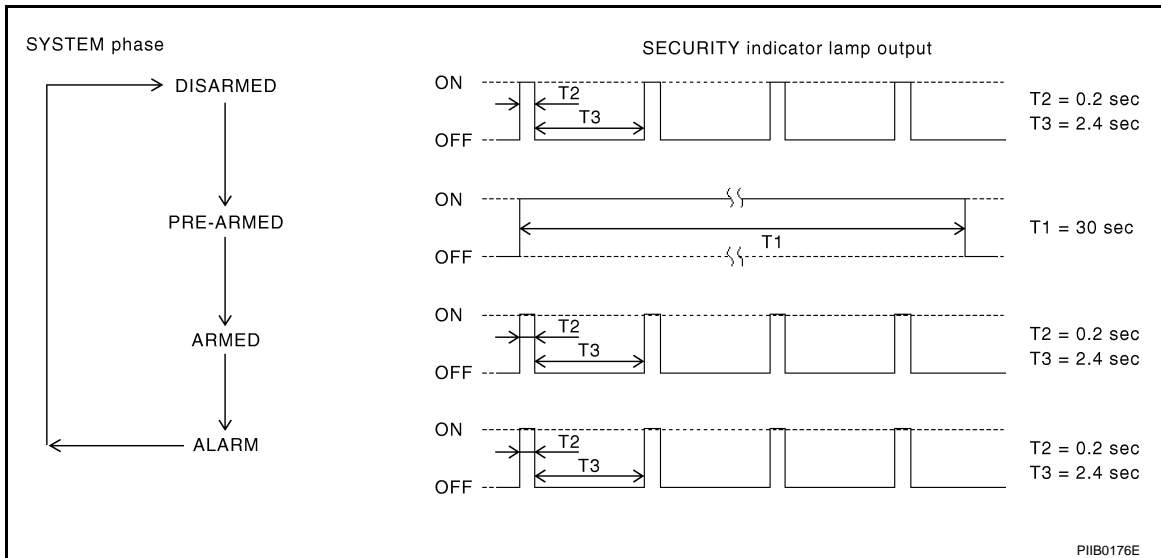 SYSTEM phase
SECURITY indicator lamp output
DISARMED
ON
OFF
T2
T3
T2 = 0.2 sec
T3 = 2.4 sec
PRE-ARMED
ON
OFF
T1
T1 = 30 sec
ARMED
ON
OFF
T2
T3
T2 = 0.2 sec
T3 = 2.4 sec
ALARM
ON
OFF
T2
T3
T2 = 0.2 sec
T3 = 2.4 sec
PIIB0176E